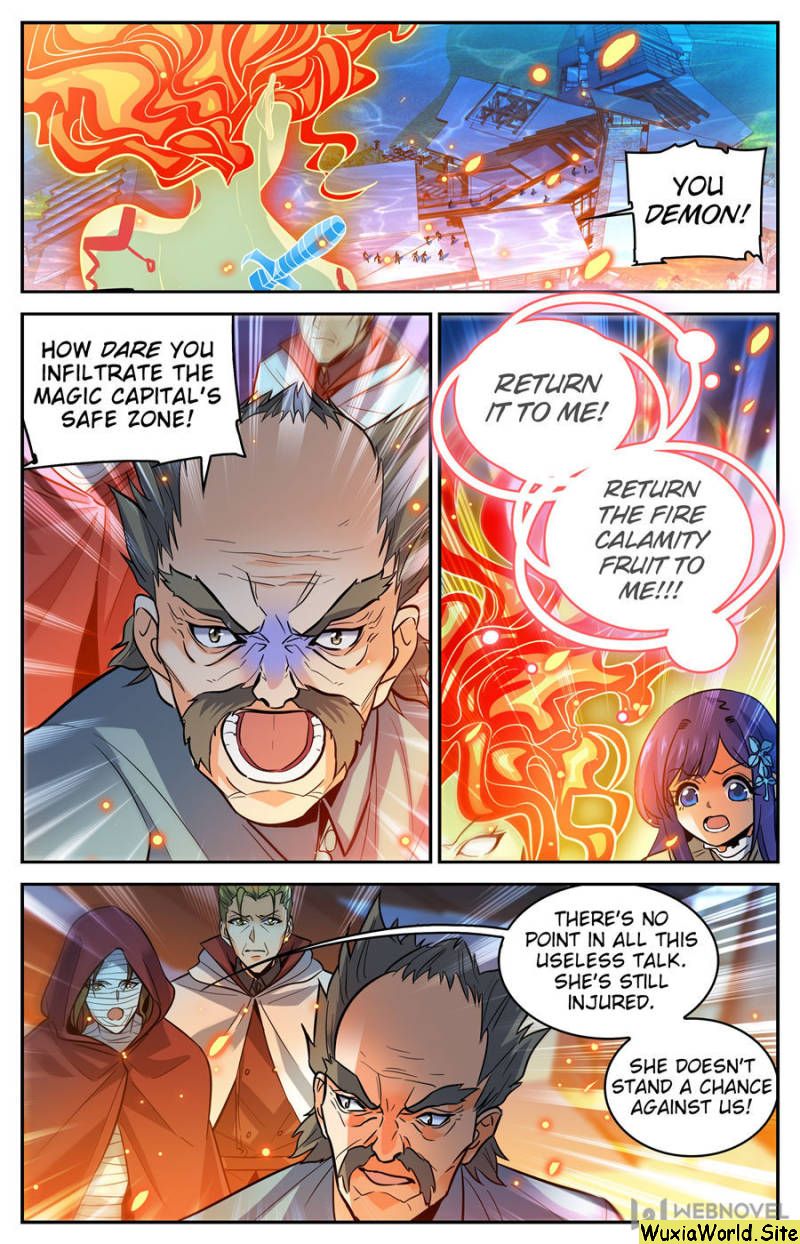 YOU
DEMON!
HOW DARE YOU
INFILTRATE THE
MAGIC CAPITAL'S
SAFE ZONE!
RETURN
IT TO ME!
RETURN
THE FIRE
CALAMITY
FRUIT TO
ME!!!
THERE'S NO
POINT IN ALL THIS
USELESS TALK.
SHE'S STILL
INJURED.
SHE DOESN'T
STAND A CHANCE
AGAINST US!
WEBNOVEL
WuxiaWorld.Site